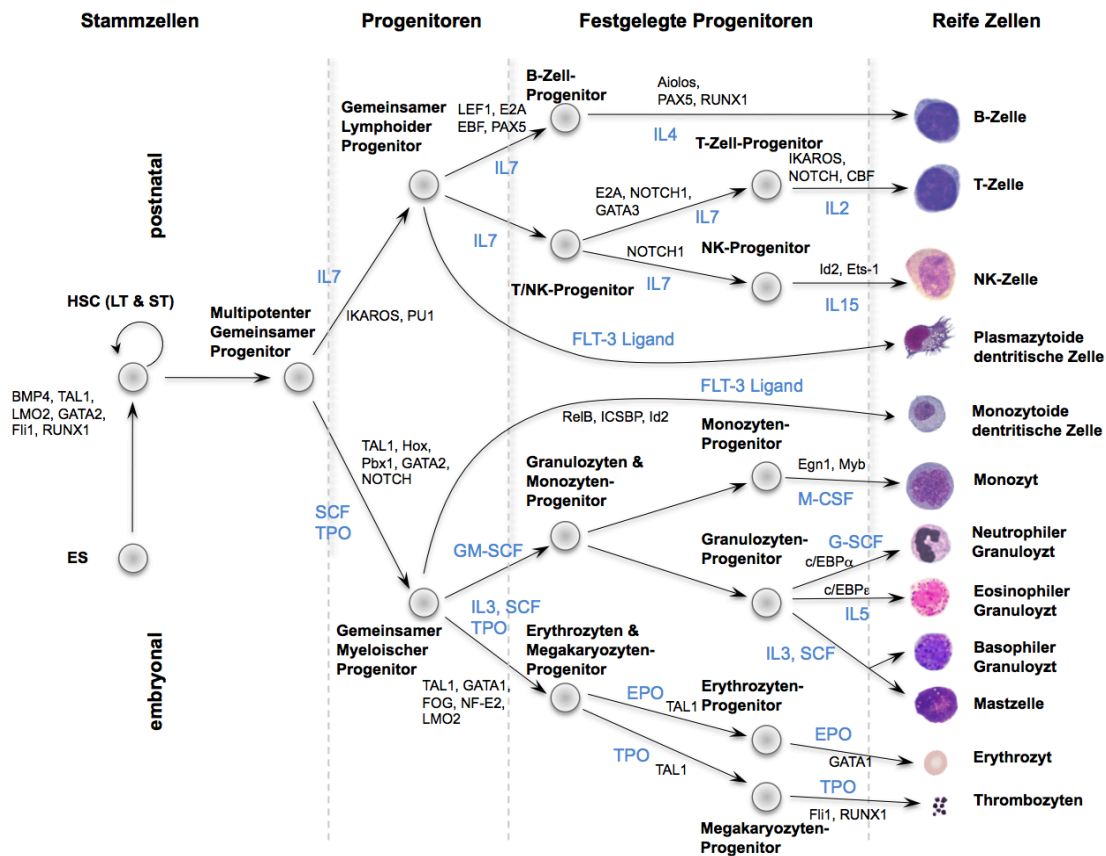 Stammzellen
Progenitoren
Festgelegte Progenitoren
Reife Zellen
postnatal
embryonal
HSC (LT & ST)
BMP4, TAL1,
LMO2, GATA2,
Fli1, RUNX1
ES
Multipotenter
Gemeinsamer
Progenitor
IL7
IKAROS, PU1
TAL1, Hox,
Pbx1, GATA2,
NOTCH
SCF
TPO
Gemeinsamer
Lymphoider
Progenitor
LEF1, E2A
EBF, PAX5
IL7
IL7
B-Zell-
Progenitor
Aiolos,
PAX5, RUNX1
IL4
B-Zelle
T/NK-Progenitor
E2A, NOTCH1,
GATA3
IL7
T-Zell-Progenitor
IKAROS,
NOTCH, CBF
IL2
T-Zelle
NOTCH1
IL7
NK-Progenitor
Id2, Ets-1
IL15
NK-Zelle
FLT-3 Ligand
Plasmazytoide
dentritische Zelle
FLT-3 Ligand
RelB, ICSBP, Id2
Monozytoide
dentritische Zelle
Gemeinsamer
Myeloischer
Progenitor
GM-SCF
Granulozyten &
Monozyten-
Progenitor
Monozyten-
Progenitor
Egn1, Myb
M-CSF
Monozyt
Granulozyten-
Progenitor
G-SCF
c/EBPα
Neutrophiler
Granuloyzt
c/EBPε
IL5
Eosinophiler
Granuloyzt
IL3, SCF
Basophiler
Granuloyzt
Mastzelle
IL3, SCF
TPO
TAL1, GATA1,
FOG, NF-E2,
LMO2
Erythrozyten &
Megakaryozyten-
Progenitor
EPO
TAL1
Erythrozyten-
Progenitor
EPO
GATA1
Erythrozyt
TPO
TAL1
Megakaryozyten-
Progenitor
TPO
Fli1, RUNX1
Thrombozyten